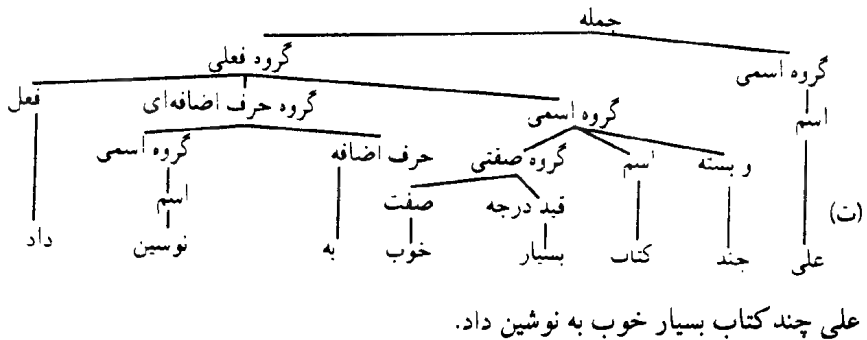 جمله
گروه اسمی گروه فعلی
اسم گروه اسمی گروه حرف اضافه‌ای فعل
وبسته اسم گروه صفتی حرف اضافه گروه اسمی
(ت) قید درجه صفت اسم
علی چند کتاب بسیار خوب به نوسین داد
علی چند کتاب بسیار خوب به نوشین داد.